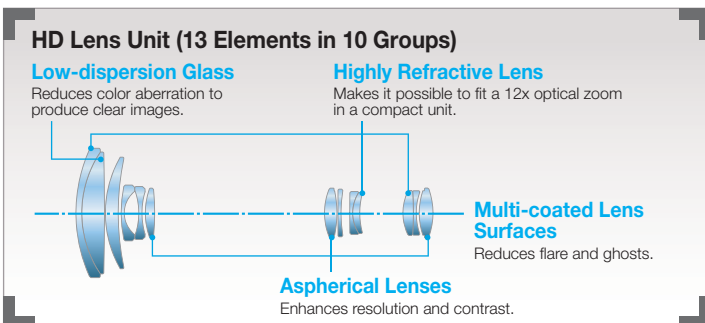 HD Lens Unit (13 Elements in 10 Groups)
Low-dispersion Glass
Reduces color aberration to
produce clear images.
Highly Refractive Lens
Makes it possible to fit a 12x optical zoom
in a compact unit.
Multi-coated Lens
Surfaces
Reduces flare and ghosts.
Aspherical Lenses
Enhances resolution and contrast.